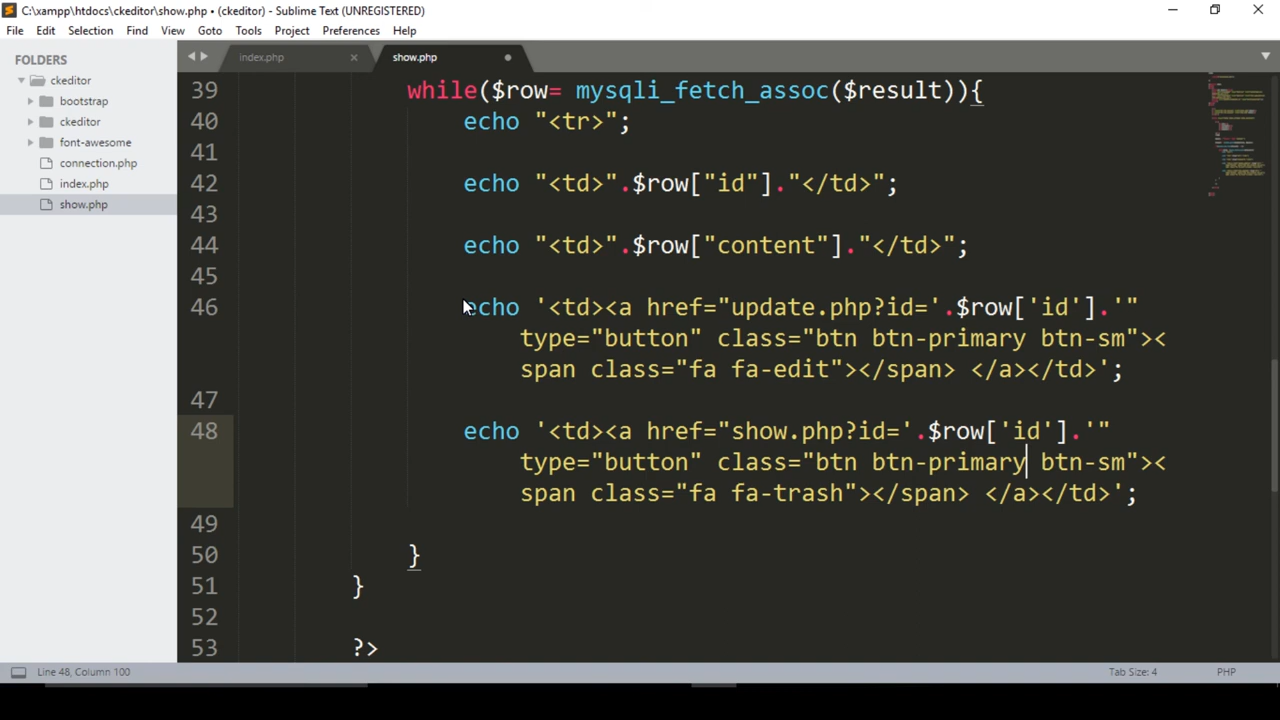 C:\xampp\htdocs\ckeditor\show.php • (ckeditor) - Sublime Text (UNREGISTERED)
File Edit Selection Find View Goto Tools Project Preferences Help
FOLDERS
ckeditor
bootstrap
ckeditor
font-awesome
connection.php
index.php
show.php
index.php × show.php •
39 while($row= mysqli_fetch_assoc($result)){
40 echo "<tr>";
41
42 echo "<td>".$row["id"]."</td>";
43
44 echo "<td>".$row["content"]."</td>";
45
46 echo '<td><a href="update.php?id='.$row['id'].'"
type="button" class="btn btn-primary btn-sm"><
span class="fa fa-edit"></span> </a></td>';
47
48 echo '<td><a href="show.php?id='.$row['id'].'"
type="button" class="btn btn-primary btn-sm"><
span class="fa fa-trash"></span> </a></td>';
49
50 }
51 }
52
53 ?>
Line 48, Column 100 Tab Size: 4 PHP